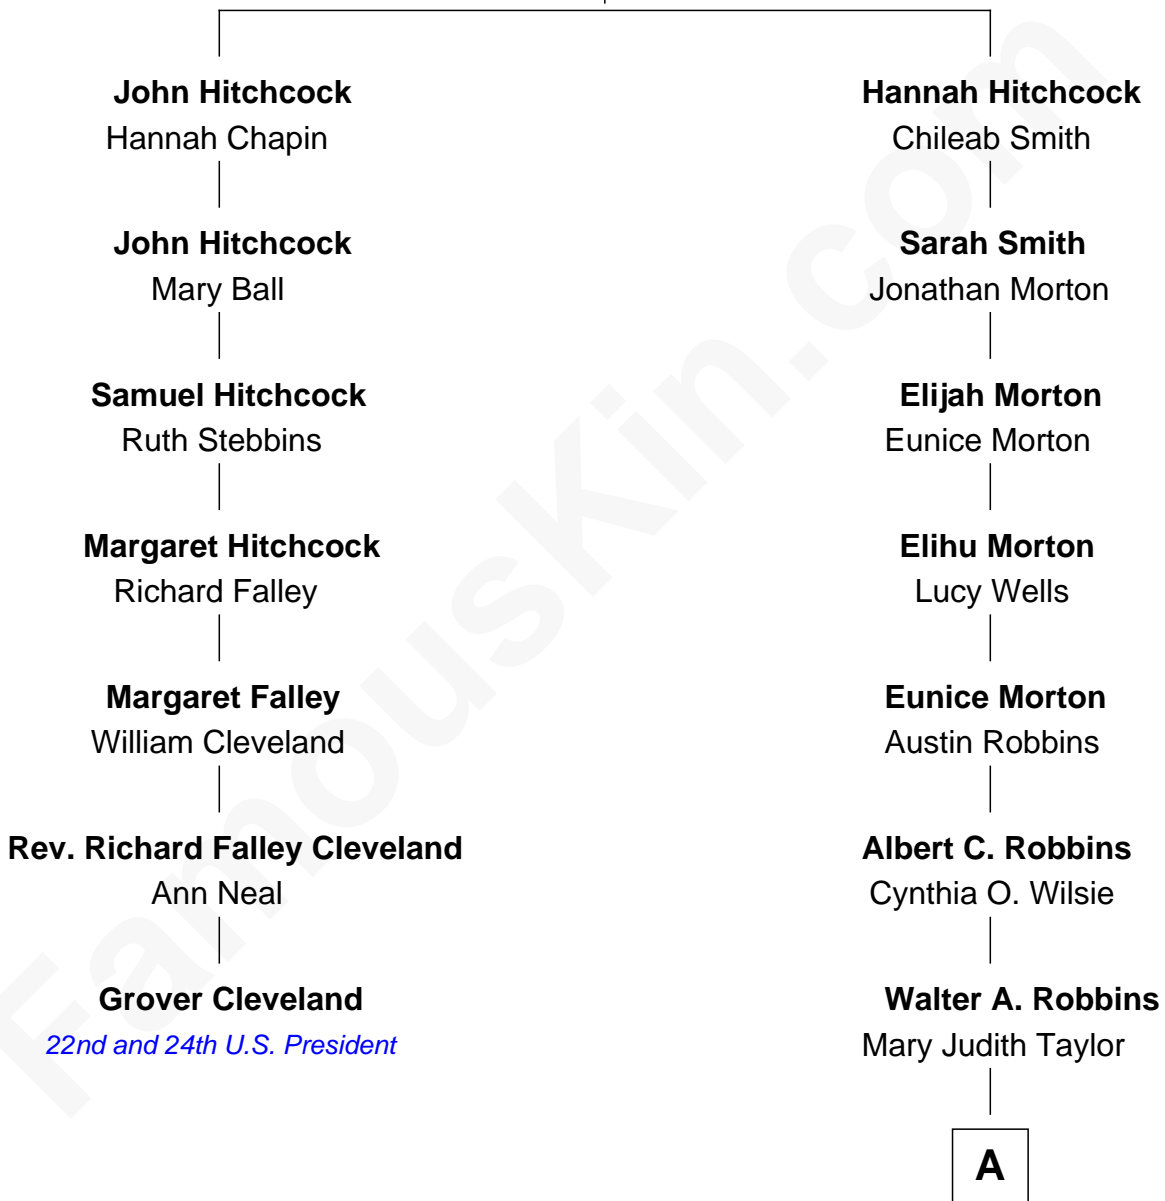 John Hitchcock
Hannah Chapin
John Hitchcock
Mary Ball
Samuel Hitchcock
Ruth Stebbins
Margaret Hitchcock
Richard Falley
Margaret Falley
William Cleveland
Rev. Richard Falley Cleveland
Ann Neal
Grover Cleveland
22nd and 24th U.S. President
Hannah Hitchcock
Chileab Smith
Sarah Smith
Jonathan Morton
Elijah Morton
Eunice Morton
Elihu Morton
Lucy Wells
Eunice Morton
Austin Robbins
Albert C. Robbins
Cynthia O. Wilsie
Walter A. Robbins
Mary Judith Taylor
A
FamousKin.com